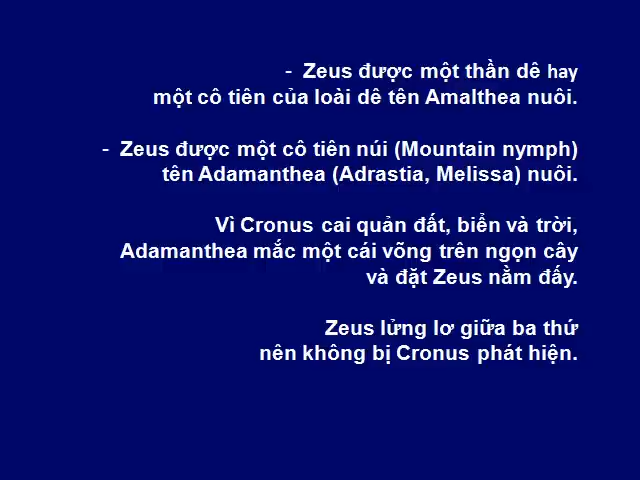 - Zeus được một thần dê hay
một cô tiên của loài dê tên Amalthea nuôi.
- Zeus được một cô tiên núi (Mountain nymph)
tên Adamanthea (Adrastia, Melissa) nuôi.
Vì Cronus cai quản đất, biển và trời,
Adamanthea mắc một cái võng trên ngọn cây
và đặt Zeus nằm đấy.
Zeus lửng lơ giữa ba thứ
nên không bị Cronus phát hiện.